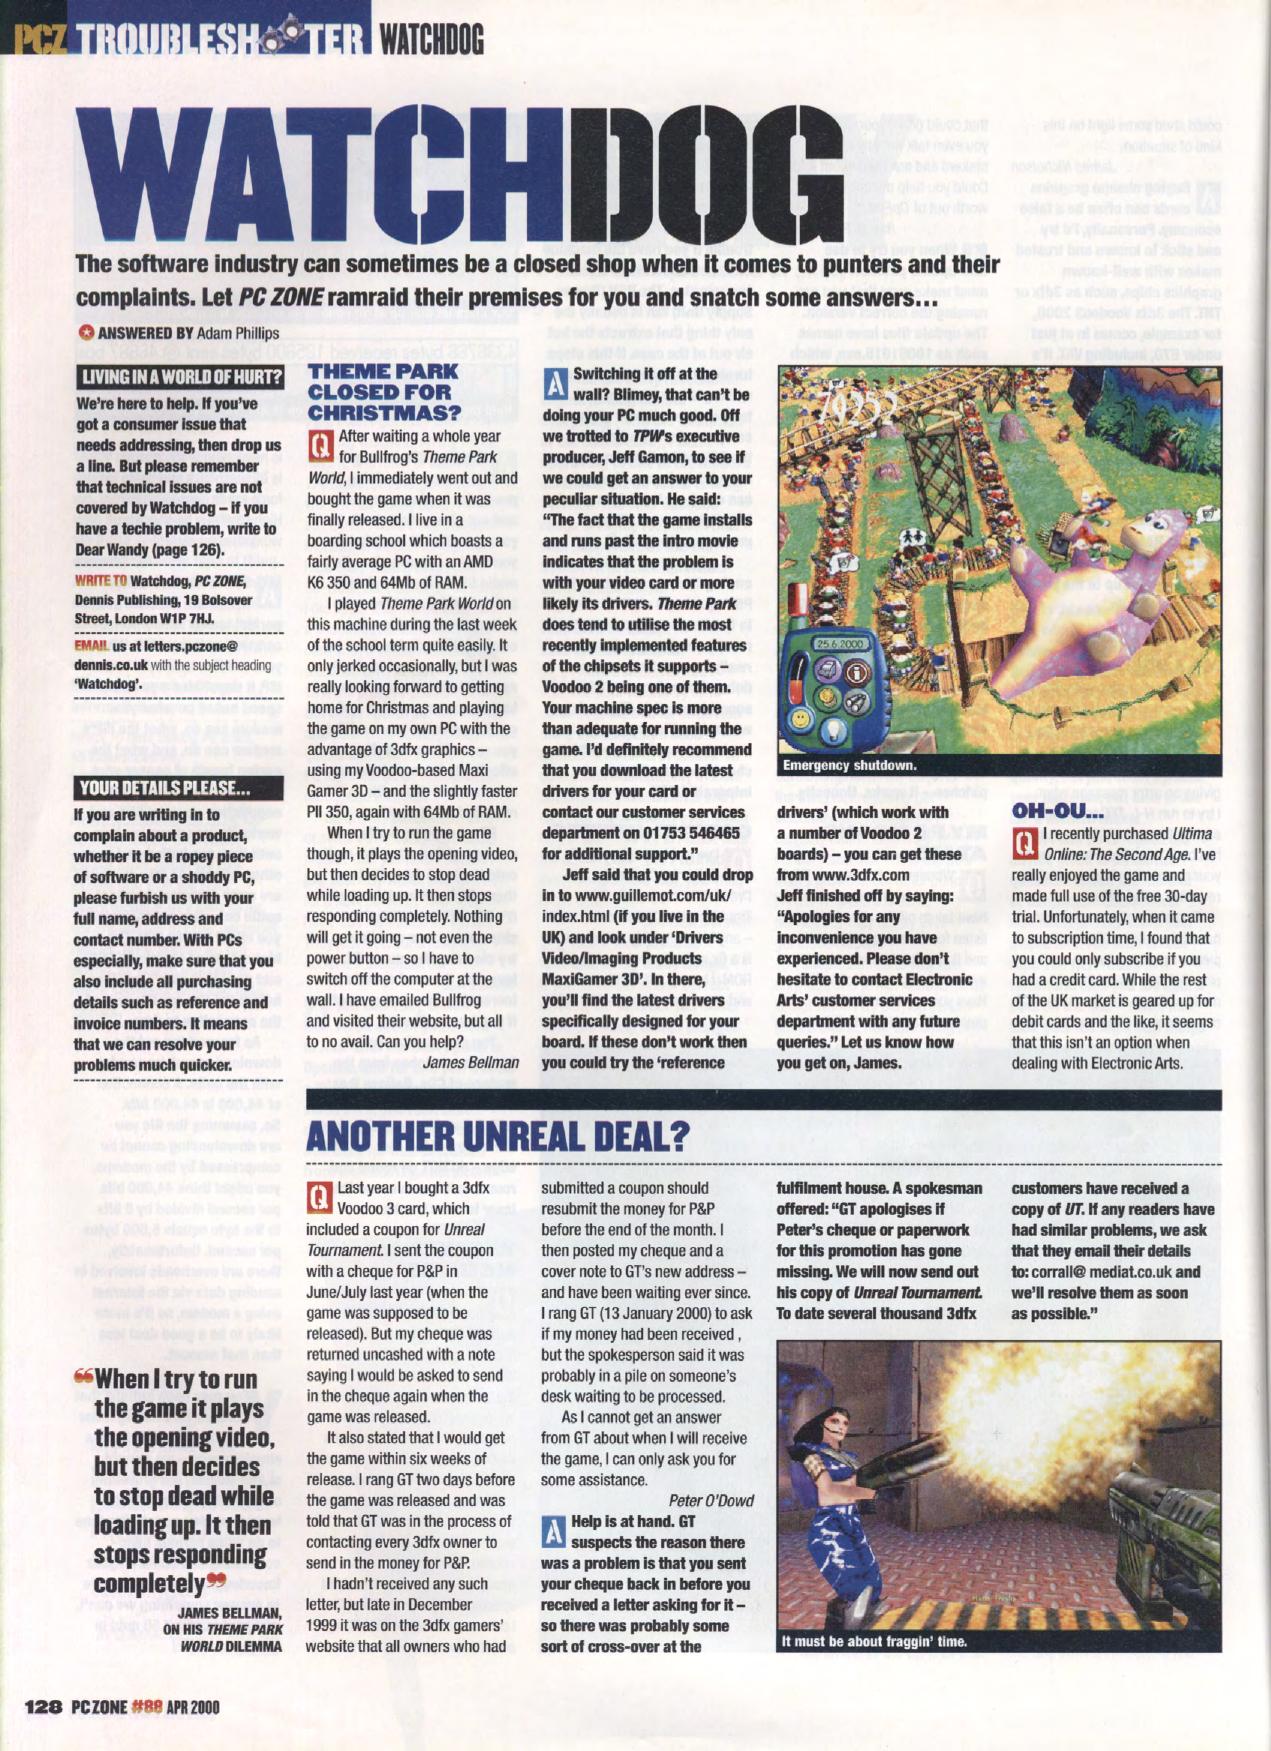 PCZ TROUBLESHOOTER WATCHDOG
WATCHDOG
The software industry can sometimes be a closed shop when it comes to punters and their
complaints. Let PC ZONE ramraid their premises for you and snatch some answers...
ANSWERED BY Adam Phillips
LIVING IN A WORLD OF HURT?
We're here to help. If you've
got a consumer issue that
needs addressing, then drop us
a line. But please remember
that technical issues are not
covered by Watchdog – if you
have a techie problem, write to
Dear Wandy (page 126).
WRITE TO Watchdog, PC ZONE,
Dennis Publishing, 19 Bolsover
Street, London W1P 7HJ.
EMAIL us at letters.pczone@
dennis.co.uk with the subject heading
'Watchdog'.
YOUR DETAILS PLEASE...
If you are writing in to
complain about a product,
whether it be a ropey piece
of software or a shoddy PC,
please furbish us with your
full name, address and
contact number. With PCs
especially, make sure that you
also include all purchasing
details such as reference and
invoice numbers. It means
that we can resolve your
problems much quicker.
“When I try to run
the game it plays
the opening video,
but then decides
to stop dead while
loading up. It then
stops responding
completely”
JAMES BELLMAN,
ON HIS THEME PARK
WORLD DILEMMA
THEME PARK
CLOSED FOR
CHRISTMAS?
Q After waiting a whole year
for Bullfrog's Theme Park
World, I immediately went out and
bought the game when it was
finally released. I live in a
boarding school which boasts a
fairly average PC with an AMD
K6 350 and 64Mb of RAM.
I played Theme Park World on
this machine during the last week
of the school term quite easily. It
only jerked occasionally, but I was
really looking forward to getting
home for Christmas and playing
the game on my own PC with the
advantage of 3dfx graphics –
using my Voodoo-based Maxi
Gamer 3D – and the slightly faster
PII 350, again with 64Mb of RAM.
When I try to run the game
though, it plays the opening video,
but then decides to stop dead
while loading up. It then stops
responding completely. Nothing
will get it going – not even the
power button – so I have to
switch off the computer at the
wall. I have emailed Bullfrog
and visited their website, but all
to no avail. Can you help?
James Bellman
A Switching it off at the
wall? Blimey, that can't be
doing your PC much good. Off
we trotted to TPW's executive
producer, Jeff Gamon, to see if
we could get an answer to your
peculiar situation. He said:
“The fact that the game installs
and runs past the intro movie
indicates that the problem is
with your video card or more
likely its drivers. Theme Park
does tend to utilise the most
recently implemented features
of the chipsets it supports –
Voodoo 2 being one of them.
Your machine spec is more
than adequate for running the
game. I'd definitely recommend
that you download the latest
drivers for your card or
contact our customer services
department on 01753 546465
for additional support.”
Jeff said that you could drop
in to www.guillemot.com/uk/
index.html (if you live in the
UK) and look under 'Drivers
Video/Imaging Products
MaxiGamer 3D'. In there,
you'll find the latest drivers
specifically designed for your
board. If these don't work then
you could try the 'reference
25.6.2000
Emergency shutdown.
drivers' (which work with
a number of Voodoo 2
boards) – you can get these
from www.3dfx.com
Jeff finished off by saying:
“Apologies for any
inconvenience you have
experienced. Please don't
hesitate to contact Electronic
Arts' customer services
department with any future
queries.” Let us know how
you get on, James.
OH-OU...
Q I recently purchased Ultima
Online: The Second Age. I've
really enjoyed the game and
made full use of the free 30-day
trial. Unfortunately, when it came
to subscription time, I found that
you could only subscribe if you
had a credit card. While the rest
of the UK market is geared up for
debit cards and the like, it seems
that this isn't an option when
dealing with Electronic Arts.
ANOTHER UNREAL DEAL?
Q Last year I bought a 3dfx
Voodoo 3 card, which
included a coupon for Unreal
Tournament. I sent the coupon
with a cheque for P&P in
June/July last year (when the
game was supposed to be
released). But my cheque was
returned uncashed with a note
saying I would be asked to send
in the cheque again when the
game was released.
It also stated that I would get
the game within six weeks of
release. I rang GT two days before
the game was released and was
told that GT was in the process of
contacting every 3dfx owner to
send in the money for P&P.
I hadn't received any such
letter, but late in December
1999 it was on the 3dfx gamers'
website that all owners who had
submitted a coupon should
resubmit the money for P&P
before the end of the month. I
then posted my cheque and a
cover note to GT's new address –
and have been waiting ever since.
I rang GT (13 January 2000) to ask
if my money had been received ,
but the spokesperson said it was
probably in a pile on someone's
desk waiting to be processed.
As I cannot get an answer
from GT about when I will receive
the game, I can only ask you for
some assistance.
Peter O'Dowd
A Help is at hand. GT
suspects the reason there
was a problem is that you sent
your cheque back in before you
received a letter asking for it –
so there was probably some
sort of cross-over at the
fulfilment house. A spokesman
offered: “GT apologises if
Peter's cheque or paperwork
for this promotion has gone
missing. We will now send out
his copy of Unreal Tournament.
To date several thousand 3dfx
customers have received a
copy of UT. If any readers have
had similar problems, we ask
that they email their details
to: corrall@ mediat.co.uk and
we'll resolve them as soon
as possible.”
It must be about fraggin' time.
128 PC ZONE #88 APR 2000